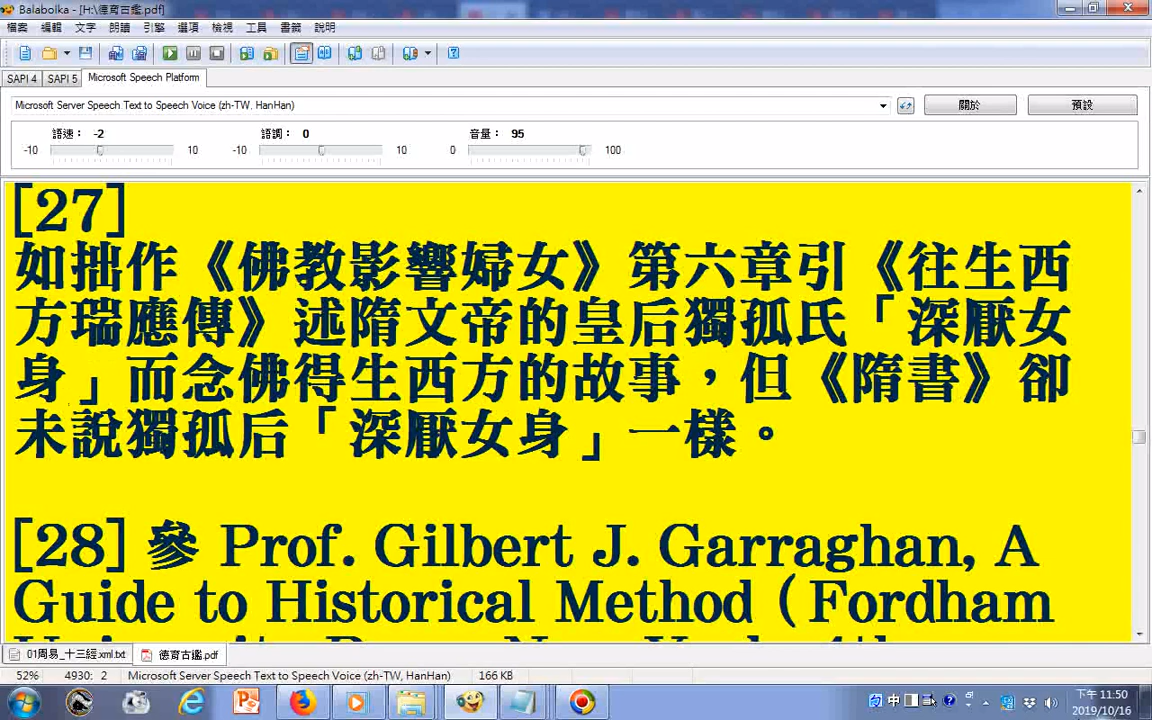 Balabolka - [H:\德育古鑑.pdf]
檔案 編輯 文字 朗讀 引擎 選項 檢視 工具 書籤 說明
SAPI 4 SAPI 5 Microsoft Speech Platform
Microsoft Server Speech Text to Speech Voice (zh-TW, HanHan) 關於 預設
語速： -2 語調： 0 音量： 95
-10 10 -10 10 0 100
[27]
如拙作《佛教影響婦女》第六章引《往生西
方瑞應傳》述隋文帝的皇后獨孤氏「深厭女
身」而念佛得生西方的故事，但《隋書》卻
未說獨孤后「深厭女身」一樣。
[28] 參 Prof. Gilbert J. Garraghan, A
Guide to Historical Method (Fordham
01周易_十三經.xml.txt 德育古鑑.pdf
52% 4930: 2 Microsoft Server Speech Text to Speech Voice (zh-TW, HanHan) 166 KB
中 下午 11:50
2019/10/16